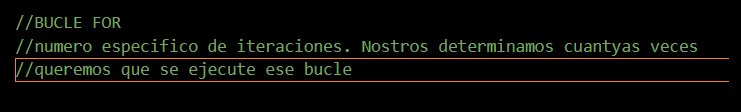 //BUCLE FOR
//numero especifico de iteraciones. Nostros determinamos cuantyas veces
//queremos que se ejecute ese bucle